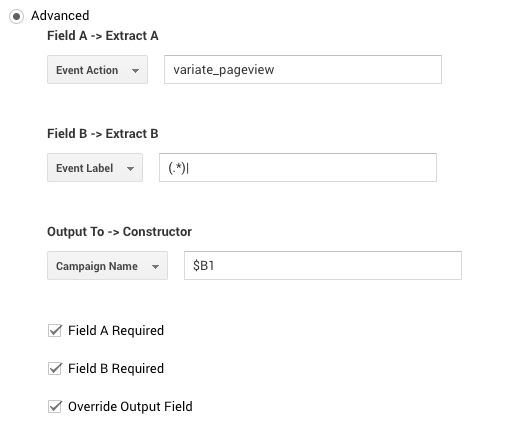 Advanced
Field A -> Extract A
Event Action variate_pageview
Field B -> Extract B
Event Label (.*)|
Output To -> Constructor
Campaign Name $B1
Field A Required
Field B Required
Override Output Field